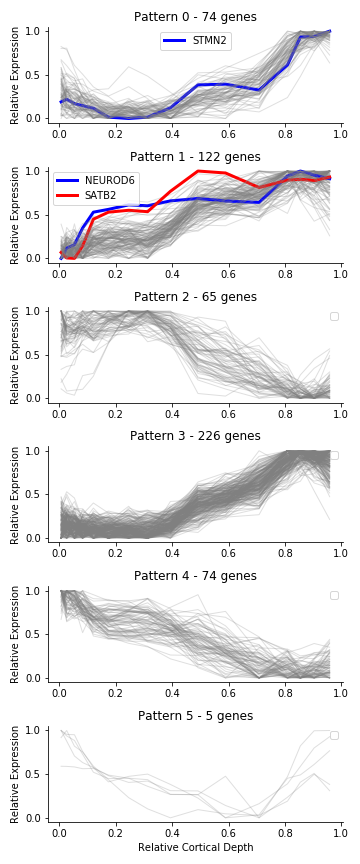 Pattern 0 - 74 genes
STMN2
Relative Expression
1.0
0.5
0.0
0.0 0.2 0.4 0.6 0.8 1.0
Pattern 1 - 122 genes
NEUROD6
SATB2
Relative Expression
1.0
0.5
0.0
0.0 0.2 0.4 0.6 0.8 1.0
Pattern 2 - 65 genes
Relative Expression
1.0
0.5
0.0
0.0 0.2 0.4 0.6 0.8 1.0
Pattern 3 - 226 genes
Relative Expression
1.0
0.5
0.0
0.0 0.2 0.4 0.6 0.8 1.0
Pattern 4 - 74 genes
Relative Expression
1.0
0.5
0.0
0.0 0.2 0.4 0.6 0.8 1.0
Pattern 5 - 5 genes
Relative Expression
1.0
0.5
0.0
0.0 0.2 0.4 0.6 0.8 1.0
Relative Cortical Depth